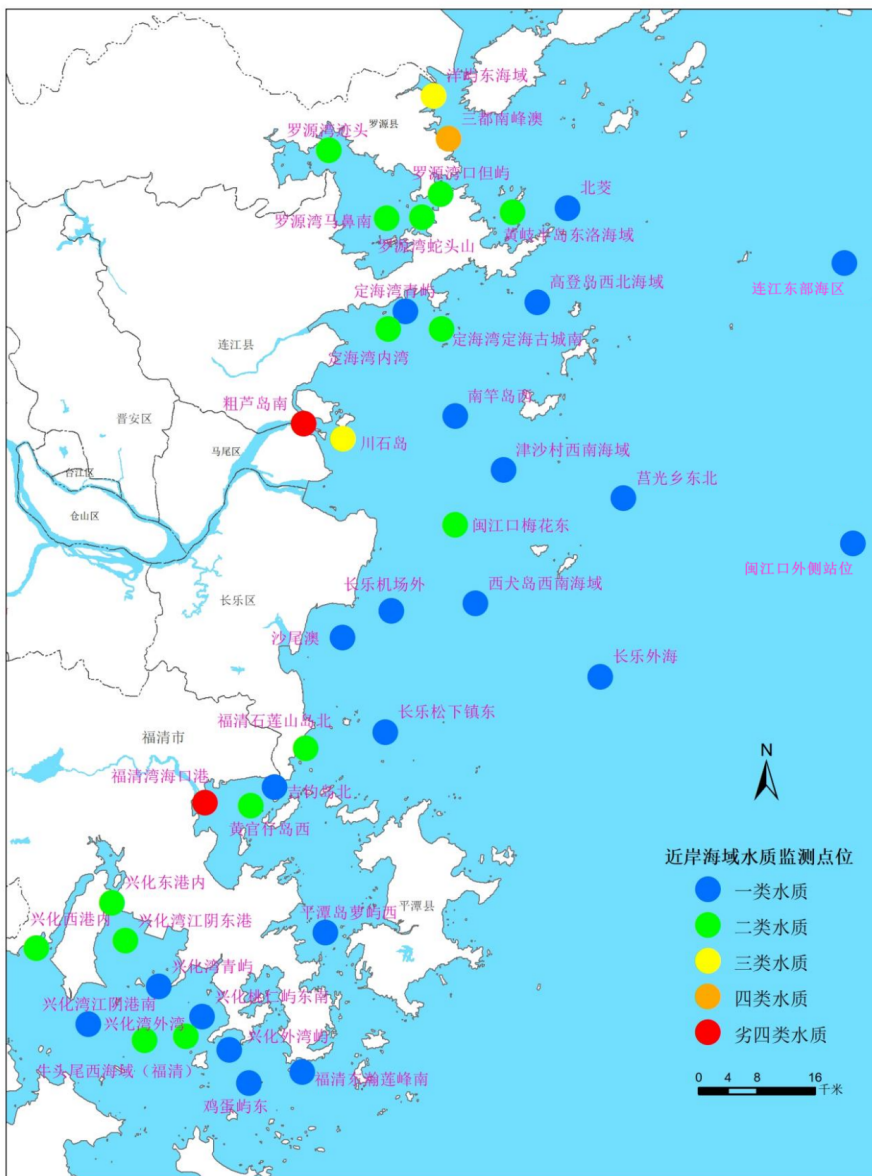 洋屿东海域
三都南峰澳
罗源湾迹头
罗源县
罗源湾口但屿
北茭
罗源湾马鼻南
罗源湾蛇头山
黄岐半岛东洛海域
连江东部海区
高登岛西北海域
定海湾青屿
连江县
定海湾内湾
定海湾定海古城南
粗芦岛南
南竿岛西
晋安区
川石岛
马尾区
津沙村西南海域
台江区
莒光乡东北
仓山区
闽江口梅花东
闽江口外侧站位
长乐机场外
西犬岛西南海域
长乐区
沙尾澳
长乐外海
长乐松下镇东
福清石莲山岛北
福清市
N
福清湾海口港
吉钓岛北
黄官仔岛西
近岸海域水质监测点位
一类水质
二类水质
三类水质
四类水质
劣四类水质
兴化东港内
兴化西港内
兴化湾江阴东港
平潭岛萝屿西
平潭县
兴化湾青屿
兴化湾江阴港南
兴化桃仁屿东南
兴化湾外湾
兴化外湾屿
牛头尾西海域（福清）
福清东瀚莲峰南
鸡蛋屿东
0 4 8 16
千米